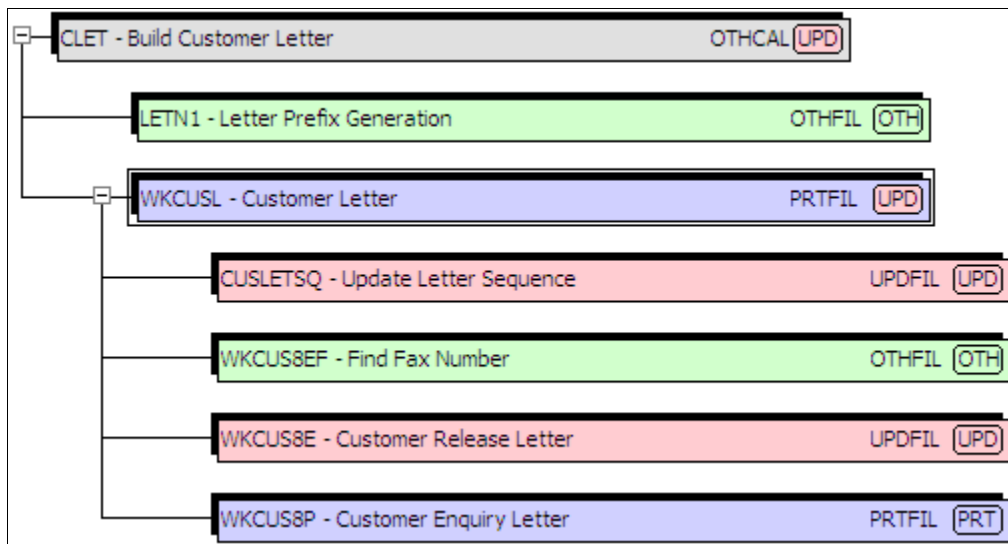 CLET - Build Customer Letter OTHCAL UPD
LETN1 - Letter Prefix Generation OTHFIL OTH
WKCUSL - Customer Letter PRTFIL UPD
CUSLETSQ - Update Letter Sequence UPDFIL UPD
WKCUS8EF - Find Fax Number OTHFIL OTH
WKCUS8E - Customer Release Letter UPDFIL UPD
WKCUS8P - Customer Enquiry Letter PRTFIL PRT